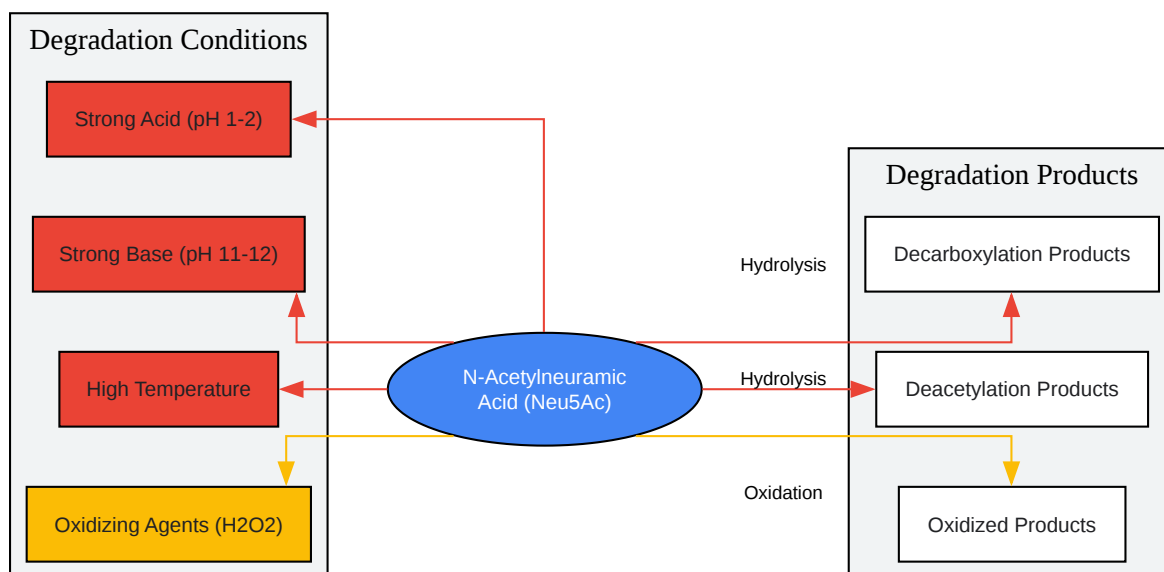 Degradation Conditions
Strong Acid (pH 1-2)
Strong Base (pH 11-12)
High Temperature
Oxidizing Agents (H2O2)
N-Acetylneuramic
Acid (Neu5Ac)
Hydrolysis
Hydrolysis
Oxidation
Degradation Products
Decarboxylation Products
Deacetylation Products
Oxidized Products